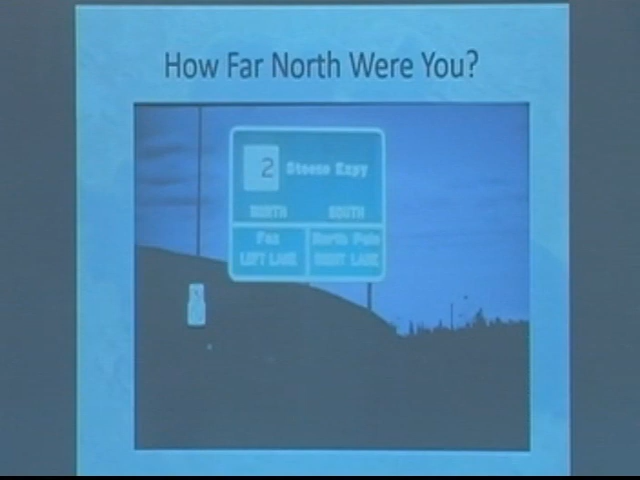 How Far North Were You?
2 Steese Expy
NORTH SOUTH
Fox North Pole
LEFT LANE RIGHT LANE